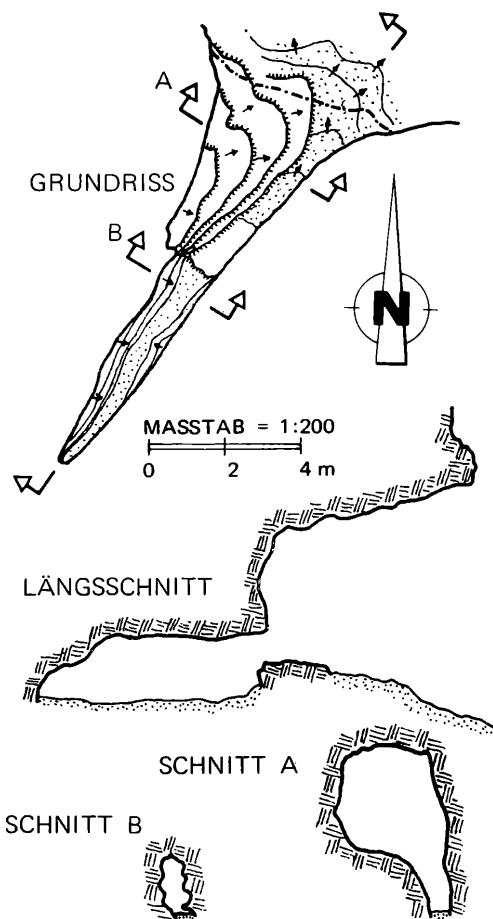 A
GRUNDRISS
B
N
MASSTAB = 1:200
0 2 4 m
LÄNGSSCHNITT
SCHNITT A
SCHNITT B